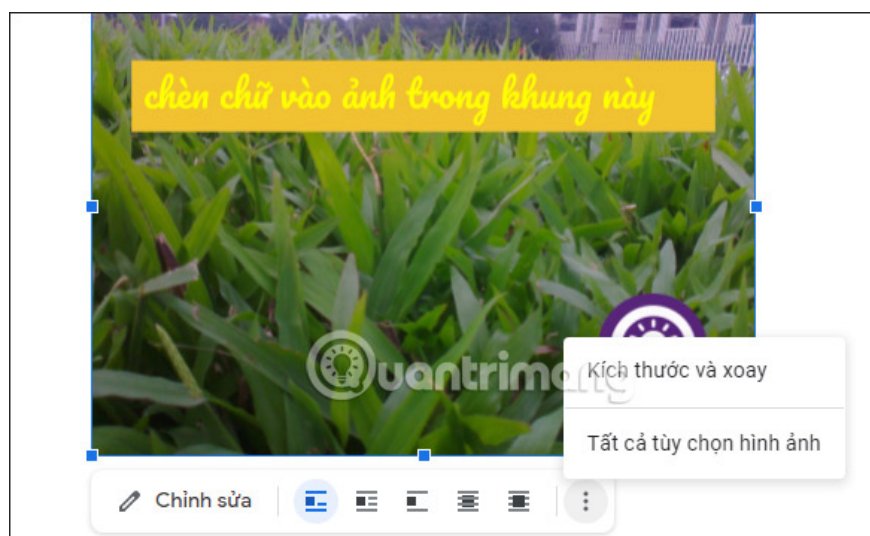 chèn chữ vào ảnh trong khung này
Quantrimang
Kích thước và xoay
Tất cả tùy chọn hình ảnh
Chỉnh sửa